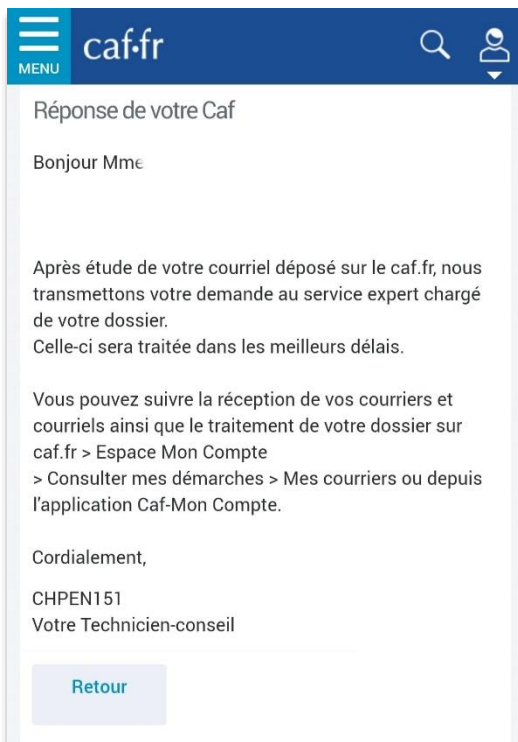 MENU
caf.fr
Réponse de votre Caf
Bonjour Mme
Après étude de votre courriel déposé sur le caf.fr, nous
transmettons votre demande au service expert chargé
de votre dossier.
Celle-ci sera traitée dans les meilleurs délais.
Vous pouvez suivre la réception de vos courriers et
courriels ainsi que le traitement de votre dossier sur
caf.fr > Espace Mon Compte
> Consulter mes démarches > Mes courriers ou depuis
l'application Caf-Mon Compte.
Cordialement,
CHPEN151
Votre Technicien-conseil
Retour